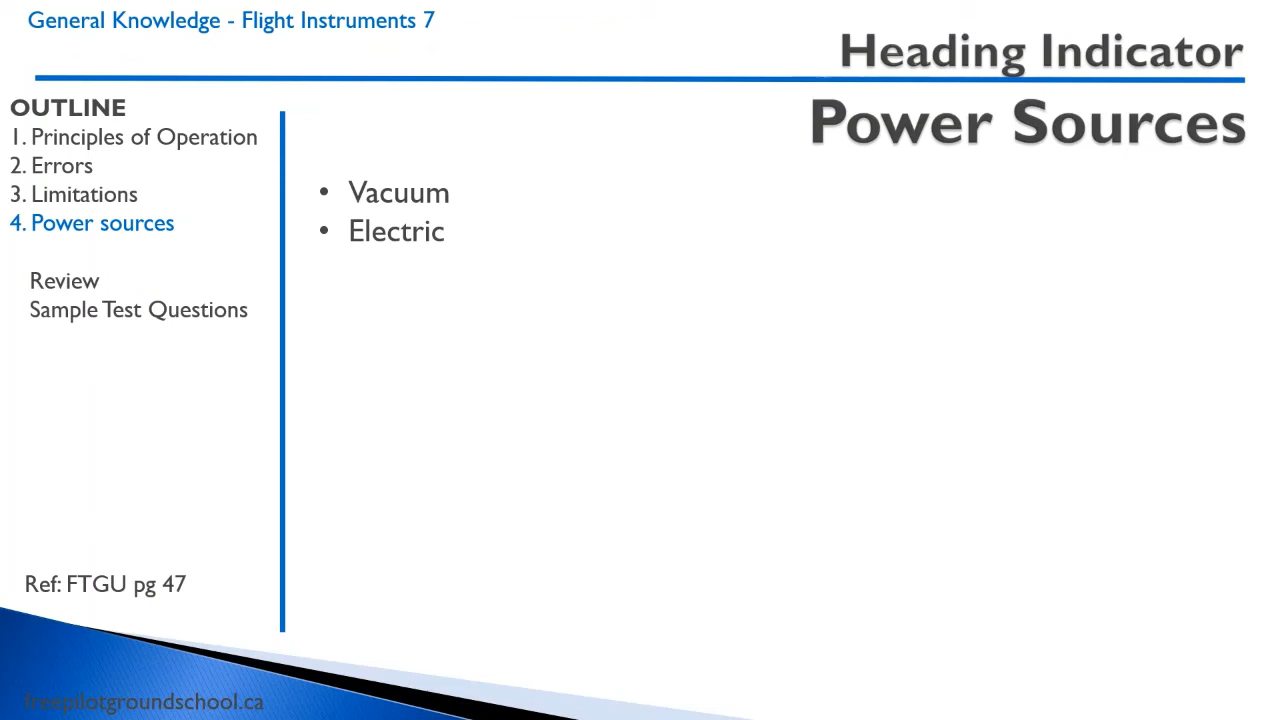 General Knowledge - Flight Instruments 7
Heading Indicator
Power Sources
OUTLINE
1. Principles of Operation
2. Errors
3. Limitations
4. Power sources
Review
Sample Test Questions
• Vacuum
• Electric
Ref: FTGU pg 47
freepilotgroundschool.ca